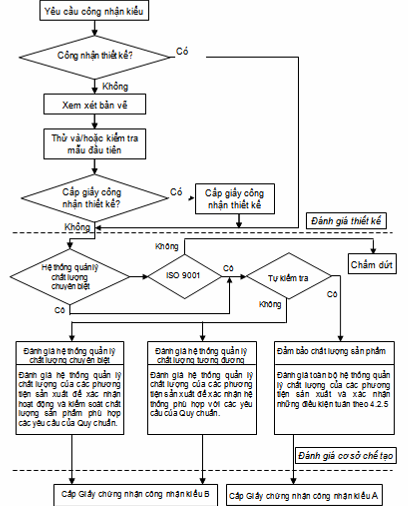 Yêu cầu công nhận kiểu
Công nhận thiết kế?
Có
Không
Xem xét bản vẽ
Thử và/hoặc kiểm tra
mẫu đầu tiên
Cấp giấy công
nhận thiết kế?
Có
Cấp giấy công
nhận thiết kế
Không
Đánh giá thiết kế
Không
Hệ thống quản lý
chất lượng
chuyên biệt
ISO 9001
Có
Tự kiểm tra
Chấm dứt
Có
Không
Có
Đánh giá hệ thống quản lý
chất lượng chuyên biệt
Đánh giá hệ thống quản lý
chất lượng của các phương
tiện sản xuất để xác nhận
hoạt động và kiểm soát chất
lượng sản phẩm phù hợp
các yêu cầu của Quy chuẩn.
Đánh giá hệ thống quản lý
chất lượng tương đương
Đánh giá hệ thống quản lý
chất lượng của các phương
tiện sản xuất để xác nhận hệ
thống phù hợp với các yêu
cầu của Quy chuẩn.
Đảm bảo chất lượng sản phẩm
Đánh giá toàn bộ hệ thống quản
lý chất lượng của các phương
tiện sản xuất và xác nhận
những điều kiện tuân theo 4.2.5
Đánh giá cơ sở chế tạo
Cấp Giấy chứng nhận công nhận kiểu B
Cấp Giấy chứng nhận công nhận kiểu A